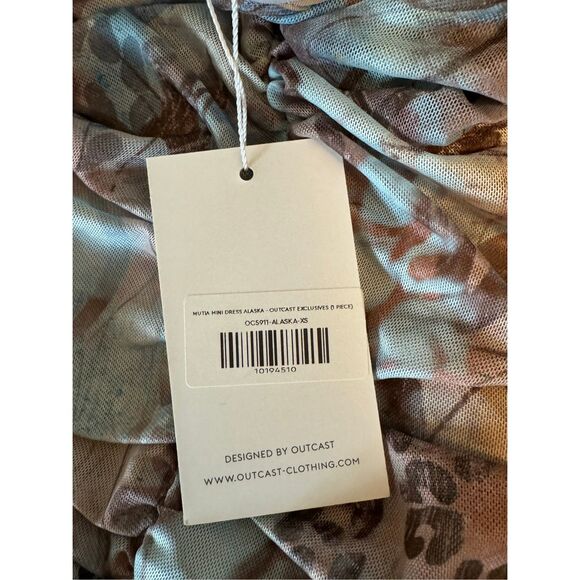 MUTIA MINI DRESS ALASKA - OUTCAST EXCLUSIVES (1 PIECE)
OC5911-ALASKA-XS
10194510
DESIGNED BY OUTCAST
WWW.OUTCAST-CLOTHING.COM